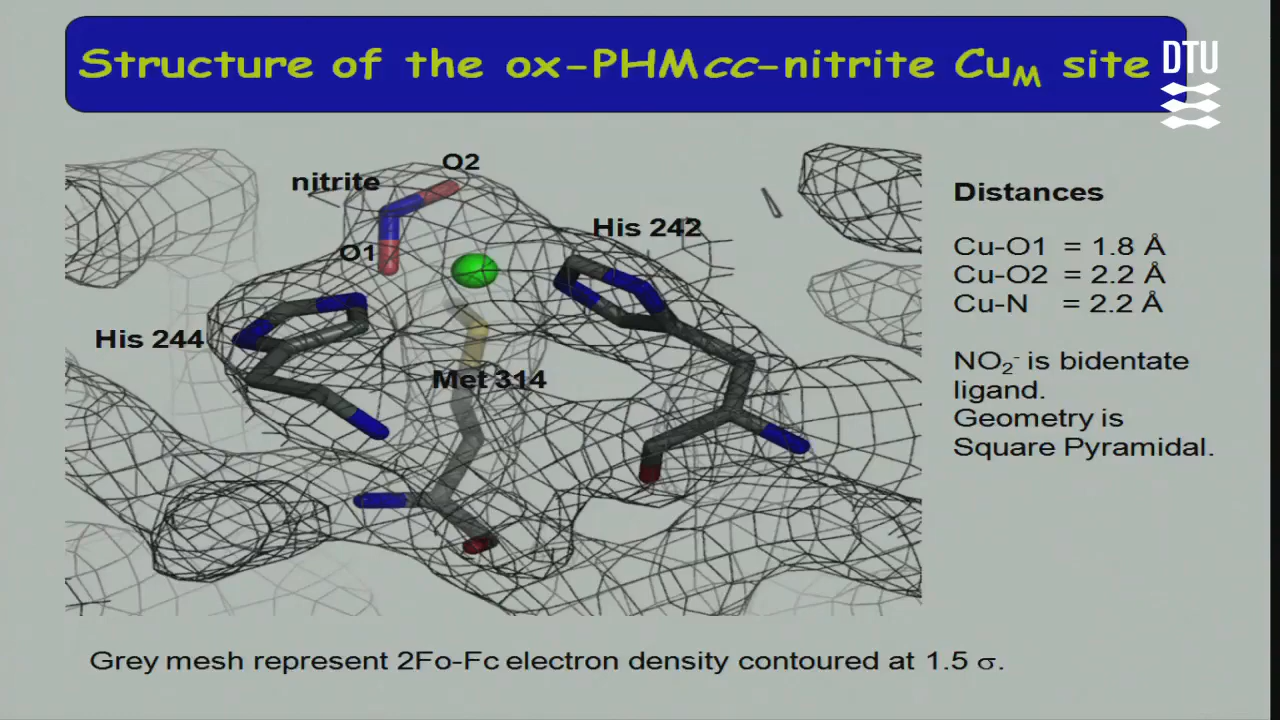 Structure of the ox-PHMcc-nitrite CuM site
DTU
O2
nitrite
His 242
O1
His 244
Met 314
Distances
Cu-O1 = 1.8 Å
Cu-O2 = 2.2 Å
Cu-N = 2.2 Å
NO2- is bidentate
ligand.
Geometry is
Square Pyramidal.
Grey mesh represent 2Fo-Fc electron density contoured at 1.5 σ.